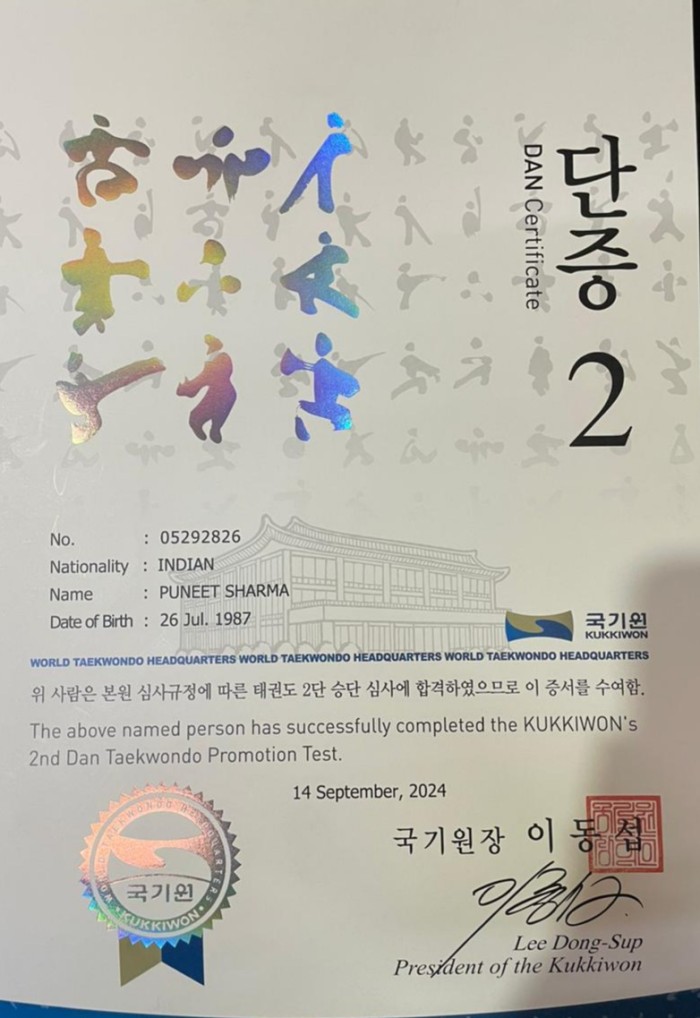 단증
DAN Certificate
2
No. : 05292826
Nationality : INDIAN
Name : PUNEET SHARMA
Date of Birth : 26 Jul. 1987
국기원
KUKKIWON
WORLD TAEKWONDO HEADQUARTERS WORLD TAEKWONDO HEADQUARTERS WORLD TAEKWONDO HEADQUARTERS
위 사람은 본원 심사규정에 따른 태권도 2단 승단 심사에 합격하였으므로 이 증서를 수여함.
The above named person has successfully completed the KUKKIWON's
2nd Dan Taekwondo Promotion Test.
14 September, 2024
국기원장 이동섭
Lee Dong-Sup
President of the Kukkiwon
WORLD TAEKWONDO HEADQUARTERS
국기원
KUKKIWON